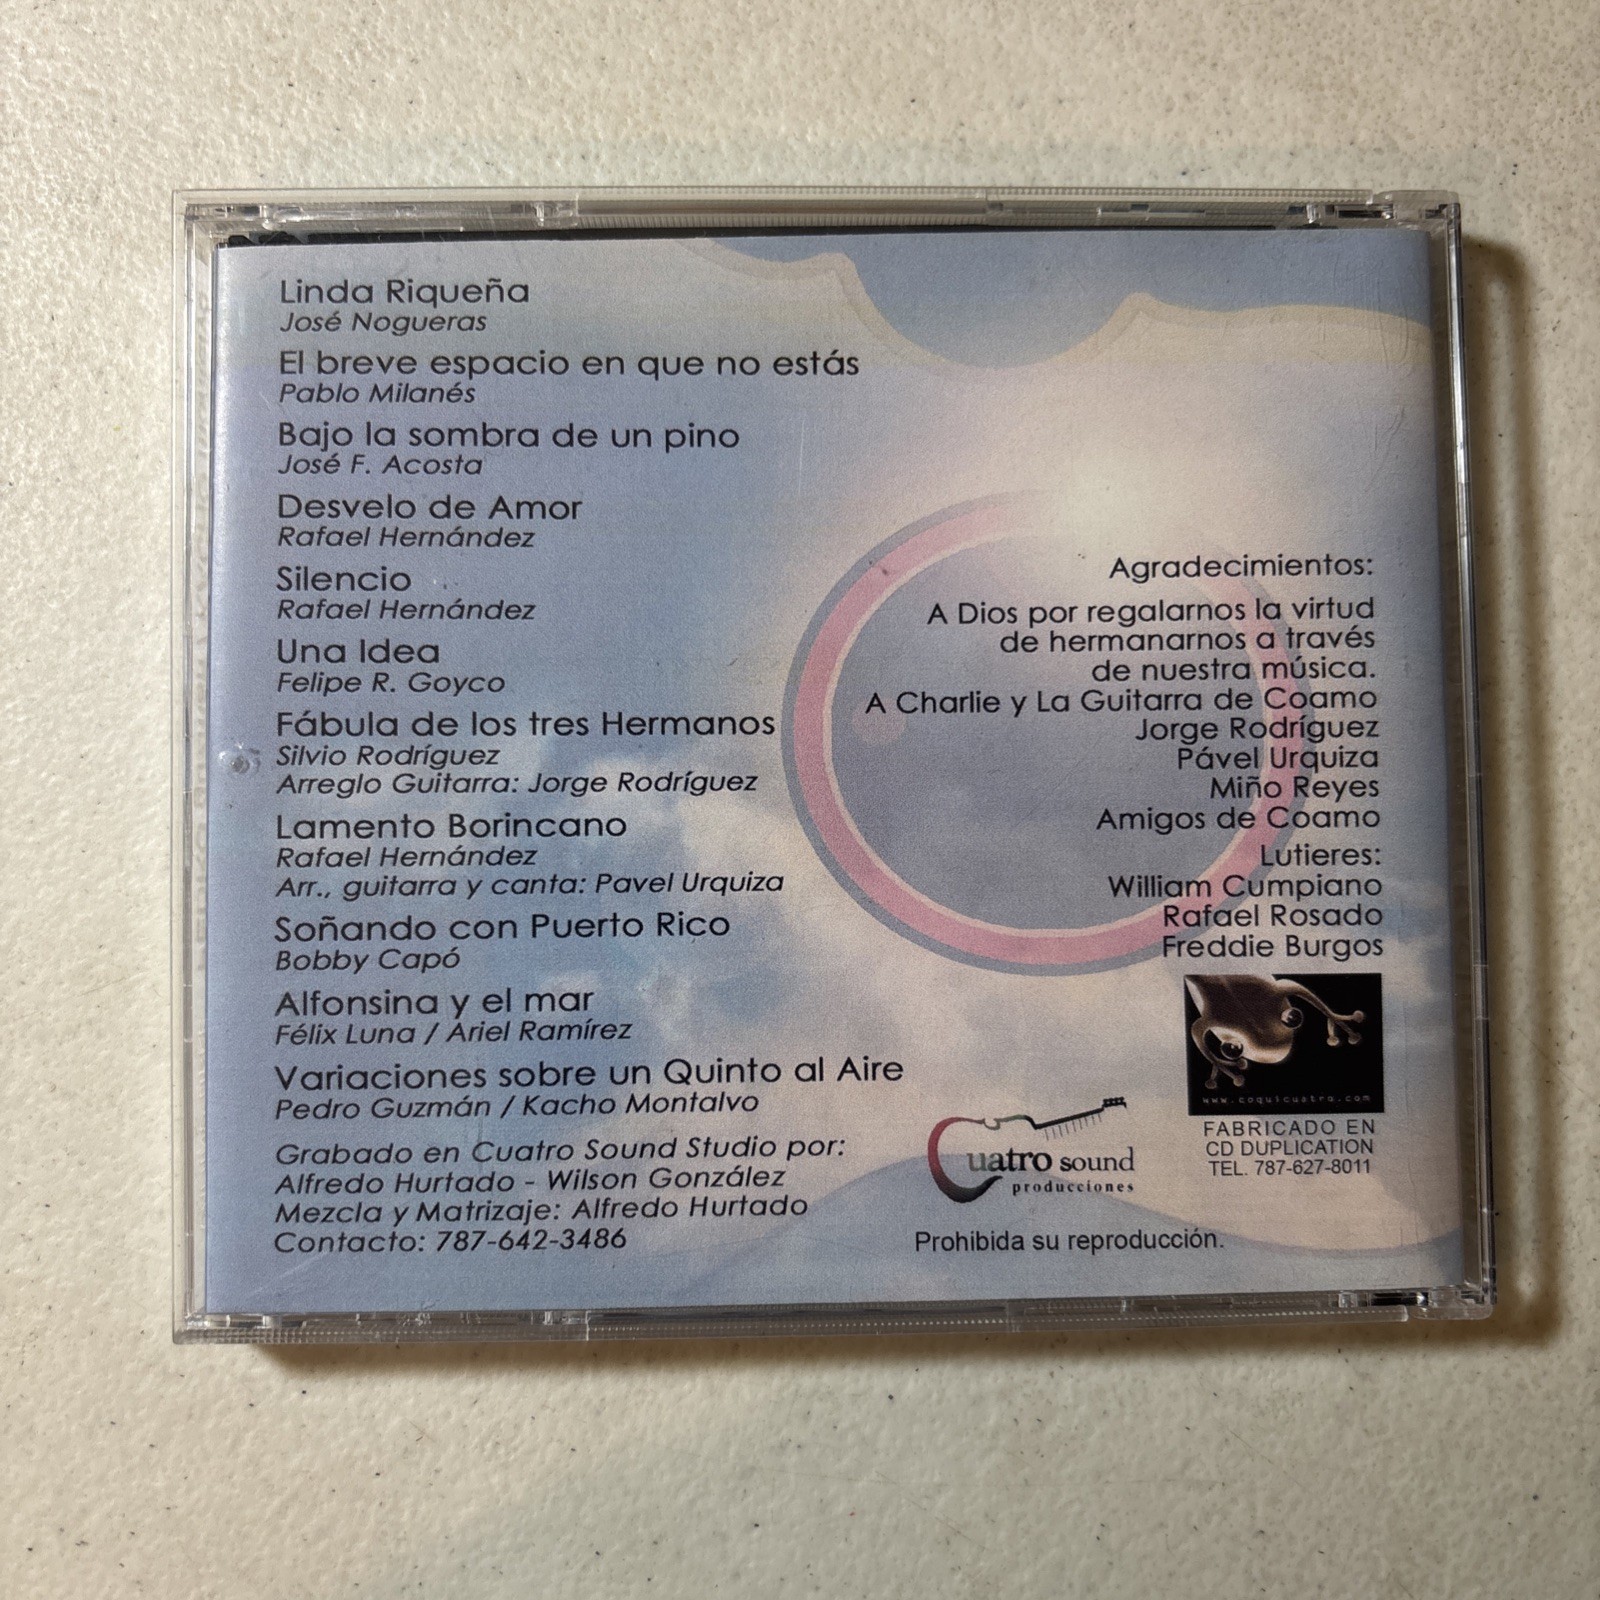 Linda Riqueña
José Nogueras
El breve espacio en que no estás
Pablo Milanés
Bajo la sombra de un pino
José F. Acosta
Desvelo de Amor
Rafael Hernández
Silencio
Rafael Hernández
Una Idea
Felipe R. Goyco
Fábula de los tres Hermanos
Silvio Rodríguez
Arreglo Guitarra: Jorge Rodríguez
Lamento Borincano
Rafael Hernández
Arr., guitarra y canta: Pavel Urquiza
Soñando con Puerto Rico
Bobby Capó
Alfonsina y el mar
Félix Luna / Ariel Ramírez
Variaciones sobre un Quinto al Aire
Pedro Guzmán / Kacho Montalvo
Grabado en Cuatro Sound Studio por:
Alfredo Hurtado - Wilson González
Mezcla y Matrizaje: Alfredo Hurtado
Contacto: 787-642-3486
Agradecimientos:
A Dios por regalarnos la virtud
de hermanarnos a través
de nuestra música.
A Charlie y La Guitarra de Coamo
Jorge Rodríguez
Pável Urquiza
Miño Reyes
Amigos de Coamo
Lutieres:
William Cumpiano
Rafael Rosado
Freddie Burgos
www.coquicuatro.com
FABRICADO EN
CD DUPLICATION
TEL. 787-627-8011
Cuatro sound
producciones
Prohibida su reproducción.